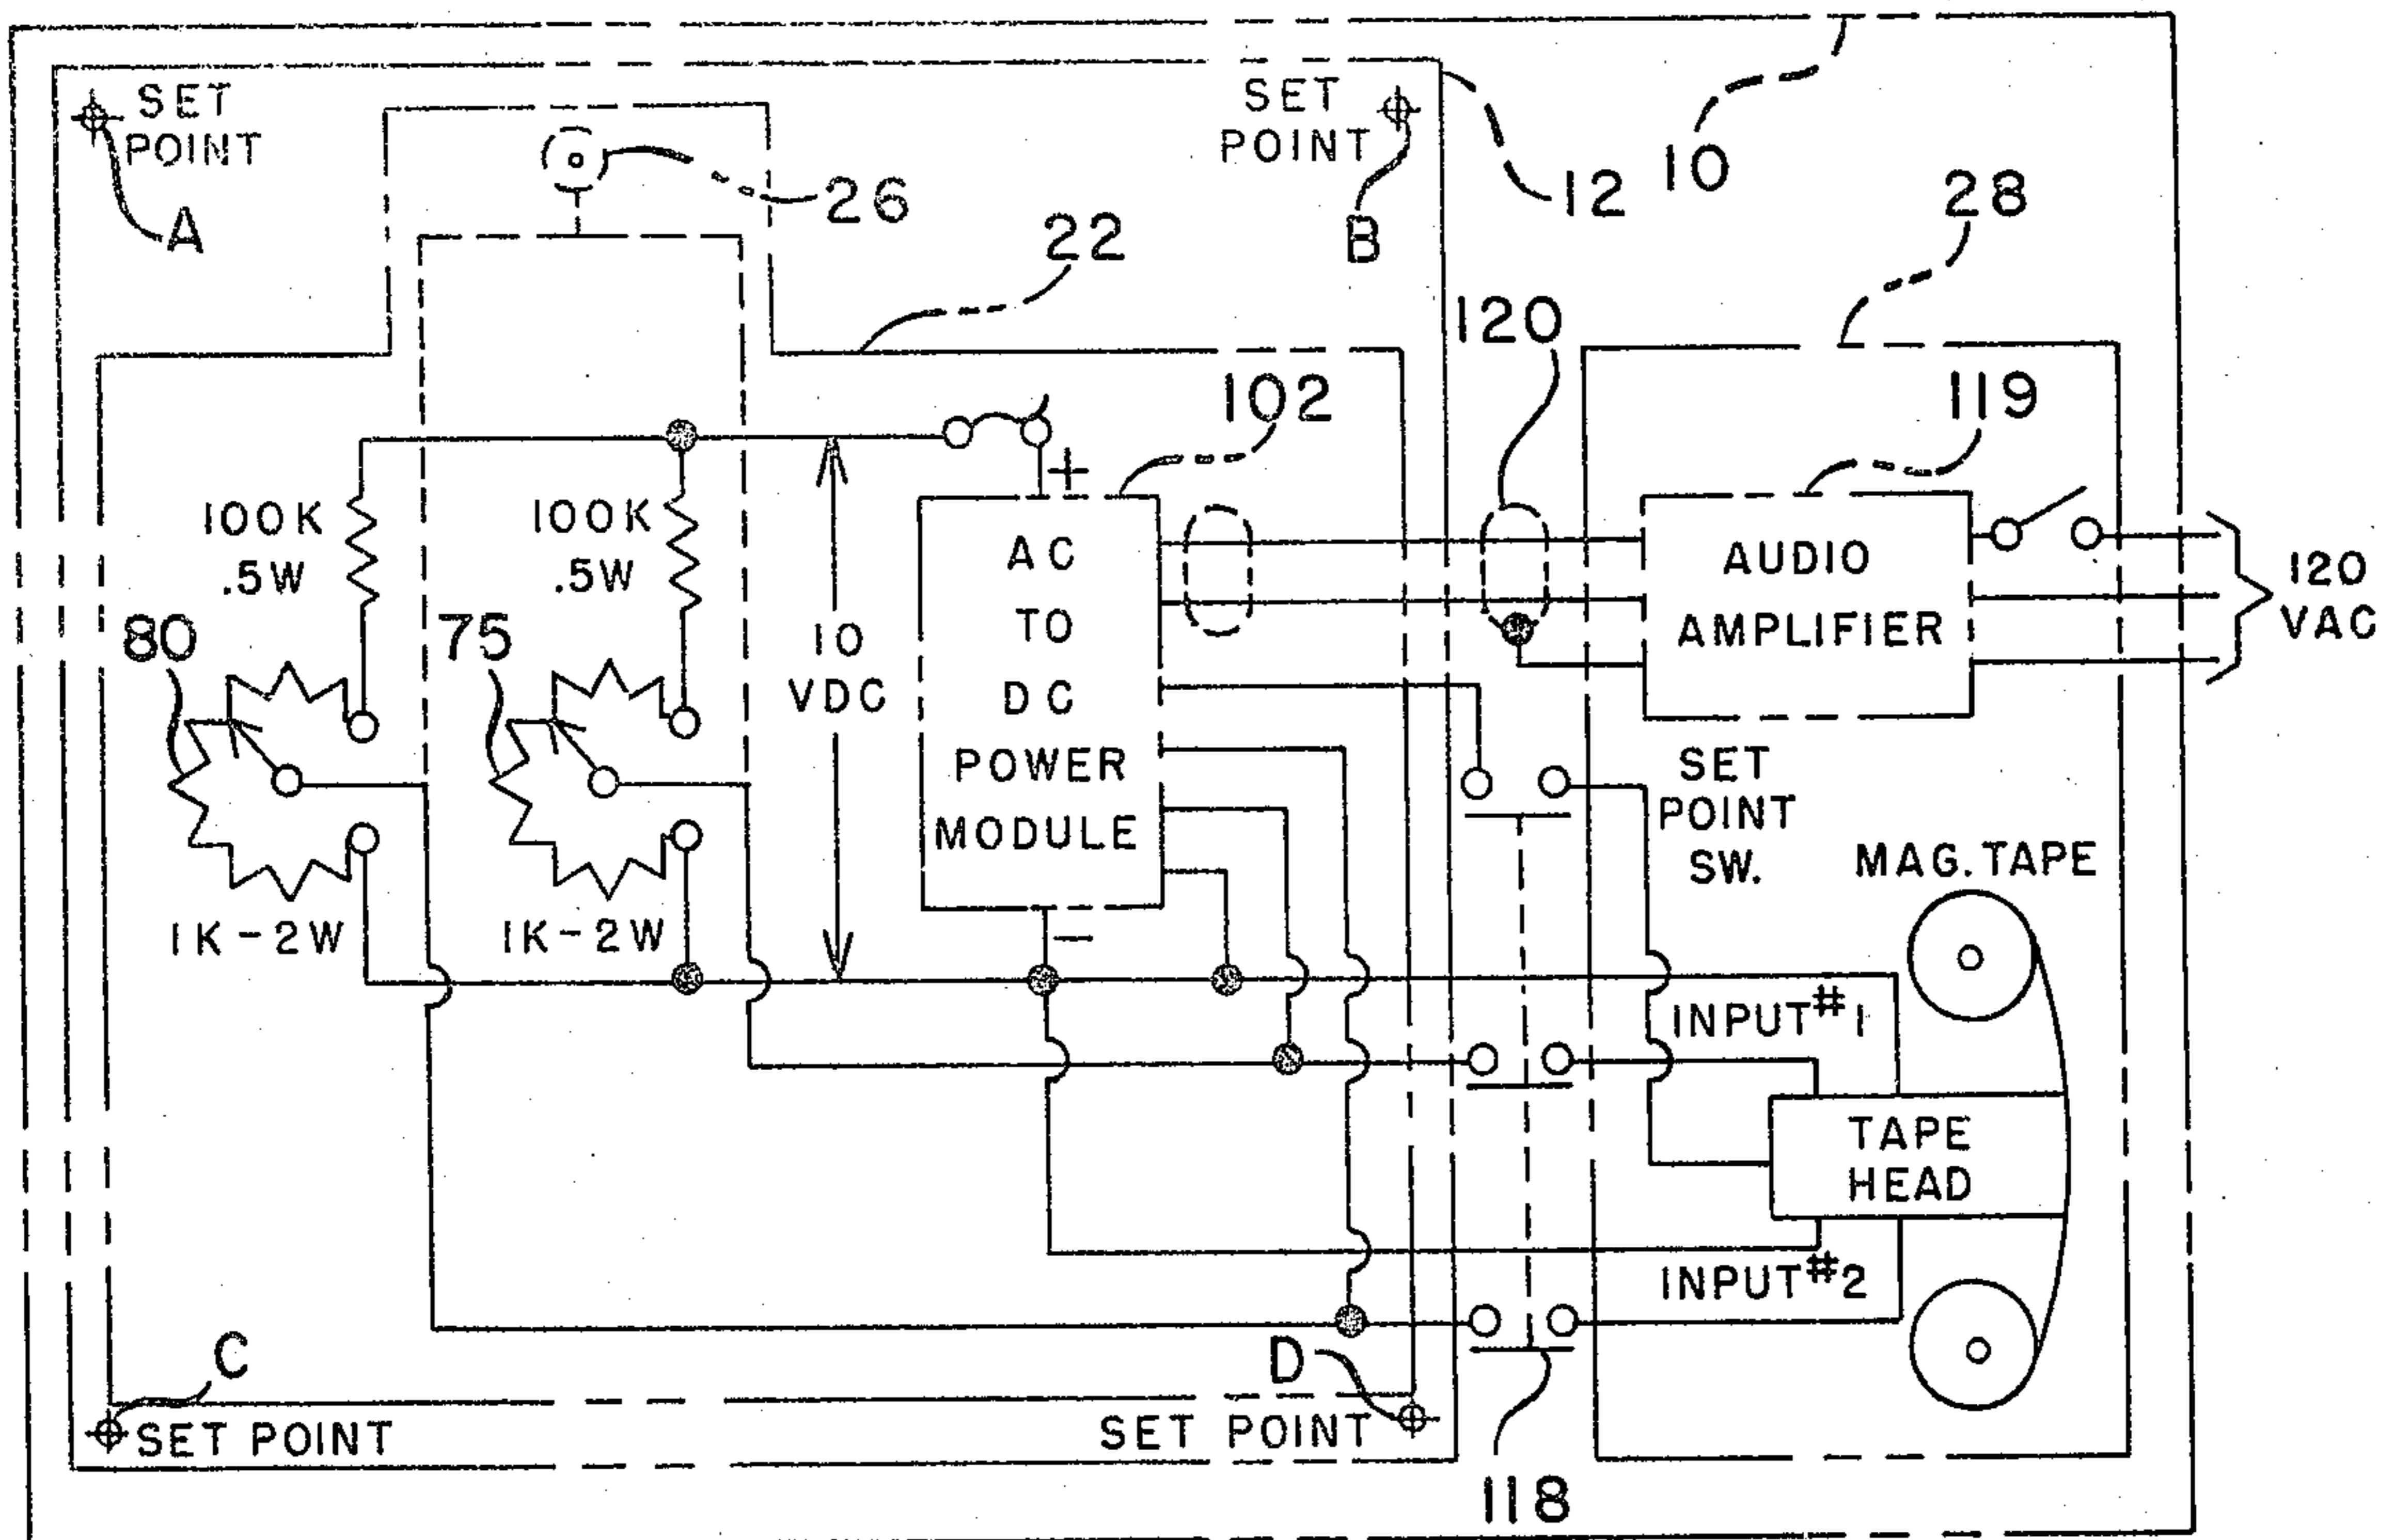 SET
POINT
A
26
SET
POINT
B
12
10
22
28
120
102
119
+
100K
.5W
100K
.5W
80
75
10
VDC
AC
TO
DC
POWER
MODULE
AUDIO
AMPLIFIER
120
VAC
1K-2W
1K-2W
−
SET
POINT
SW.
MAG. TAPE
INPUT #1
TAPE
HEAD
INPUT #2
C
SET POINT
D
SET POINT
118